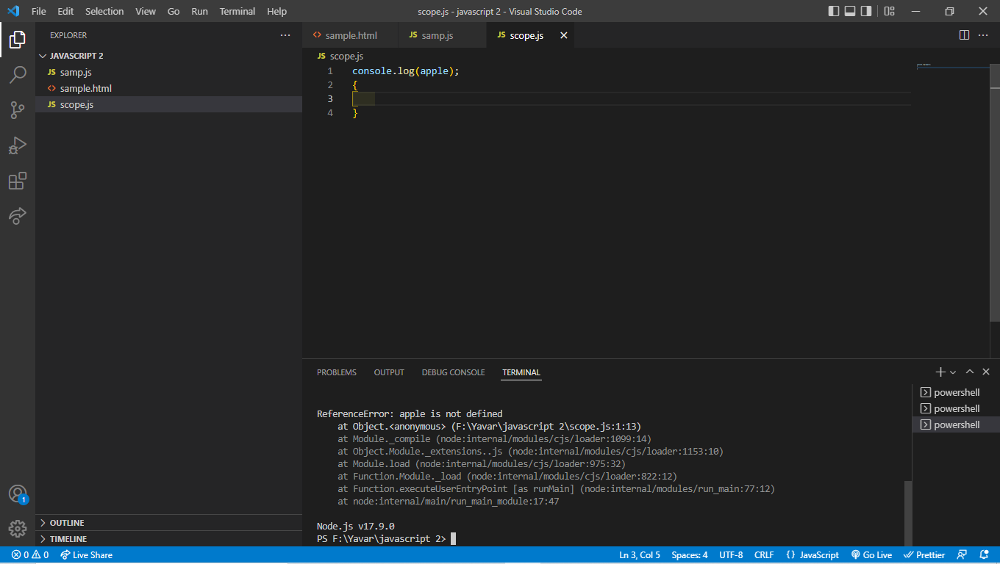 File Edit Selection View Go Run Terminal Help scope.js - javascript 2 - Visual Studio Code
EXPLORER
JAVASCRIPT 2
JS samp.js
<> sample.html
JS scope.js
OUTLINE
TIMELINE
<> sample.html JS samp.js JS scope.js
JS scope.js
1 console.log(apple);
2 {
3
4 }
PROBLEMS OUTPUT DEBUG CONSOLE TERMINAL
ReferenceError: apple is not defined
at Object.<anonymous> (F:\Yavar\javascript 2\scope.js:1:13)
at Module._compile (node:internal/modules/cjs/loader:1099:14)
at Object.Module._extensions..js (node:internal/modules/cjs/loader:1153:10)
at Module.load (node:internal/modules/cjs/loader:975:32)
at Function.Module._load (node:internal/modules/cjs/loader:822:12)
at Function.executeUserEntryPoint [as runMain] (node:internal/modules/run_main:77:12)
at node:internal/main/run_main_module:17:47
Node.js v17.9.0
PS F:\Yavar\javascript 2>
powershell
powershell
powershell
1
0 0 Live Share Ln 3, Col 5 Spaces: 4 UTF-8 CRLF {} JavaScript Go Live Prettier